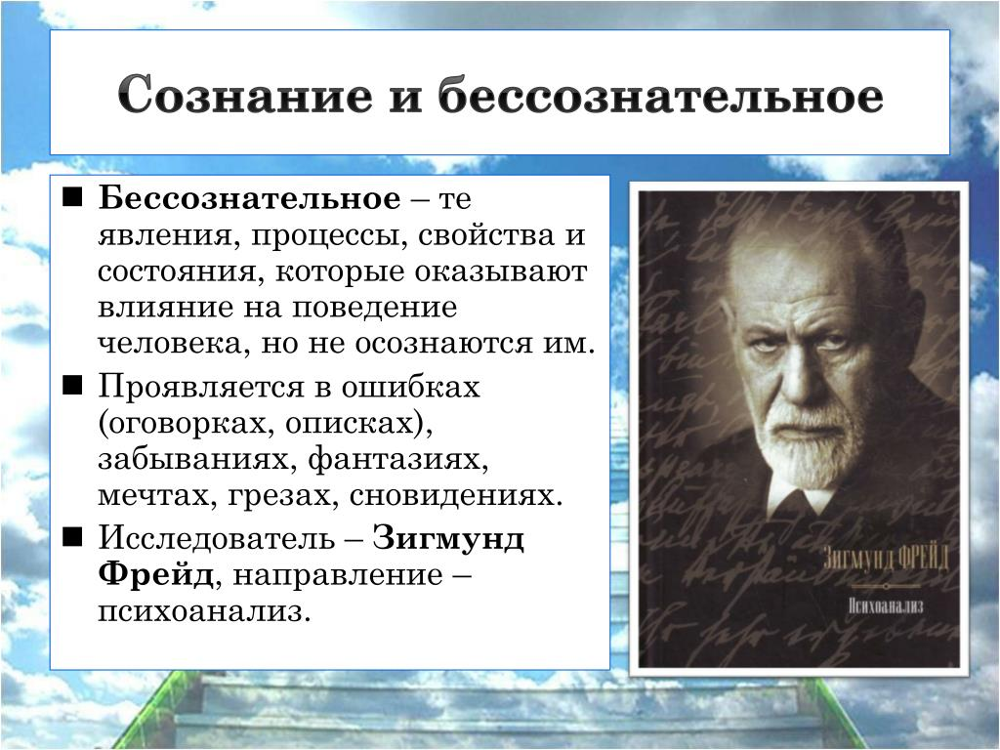 Сознание и бессознательное
Бессознательное – те
явления, процессы, свойства и
состояния, которые оказывают
влияние на поведение
человека, но не осознаются им.
Проявляется в ошибках
(оговорках, описках),
забываниях, фантазиях,
мечтах, грезах, сновидениях.
Исследователь – Зигмунд
Фрейд, направление –
психоанализ.
Зигмунд ФРЕЙД
Психоанализ